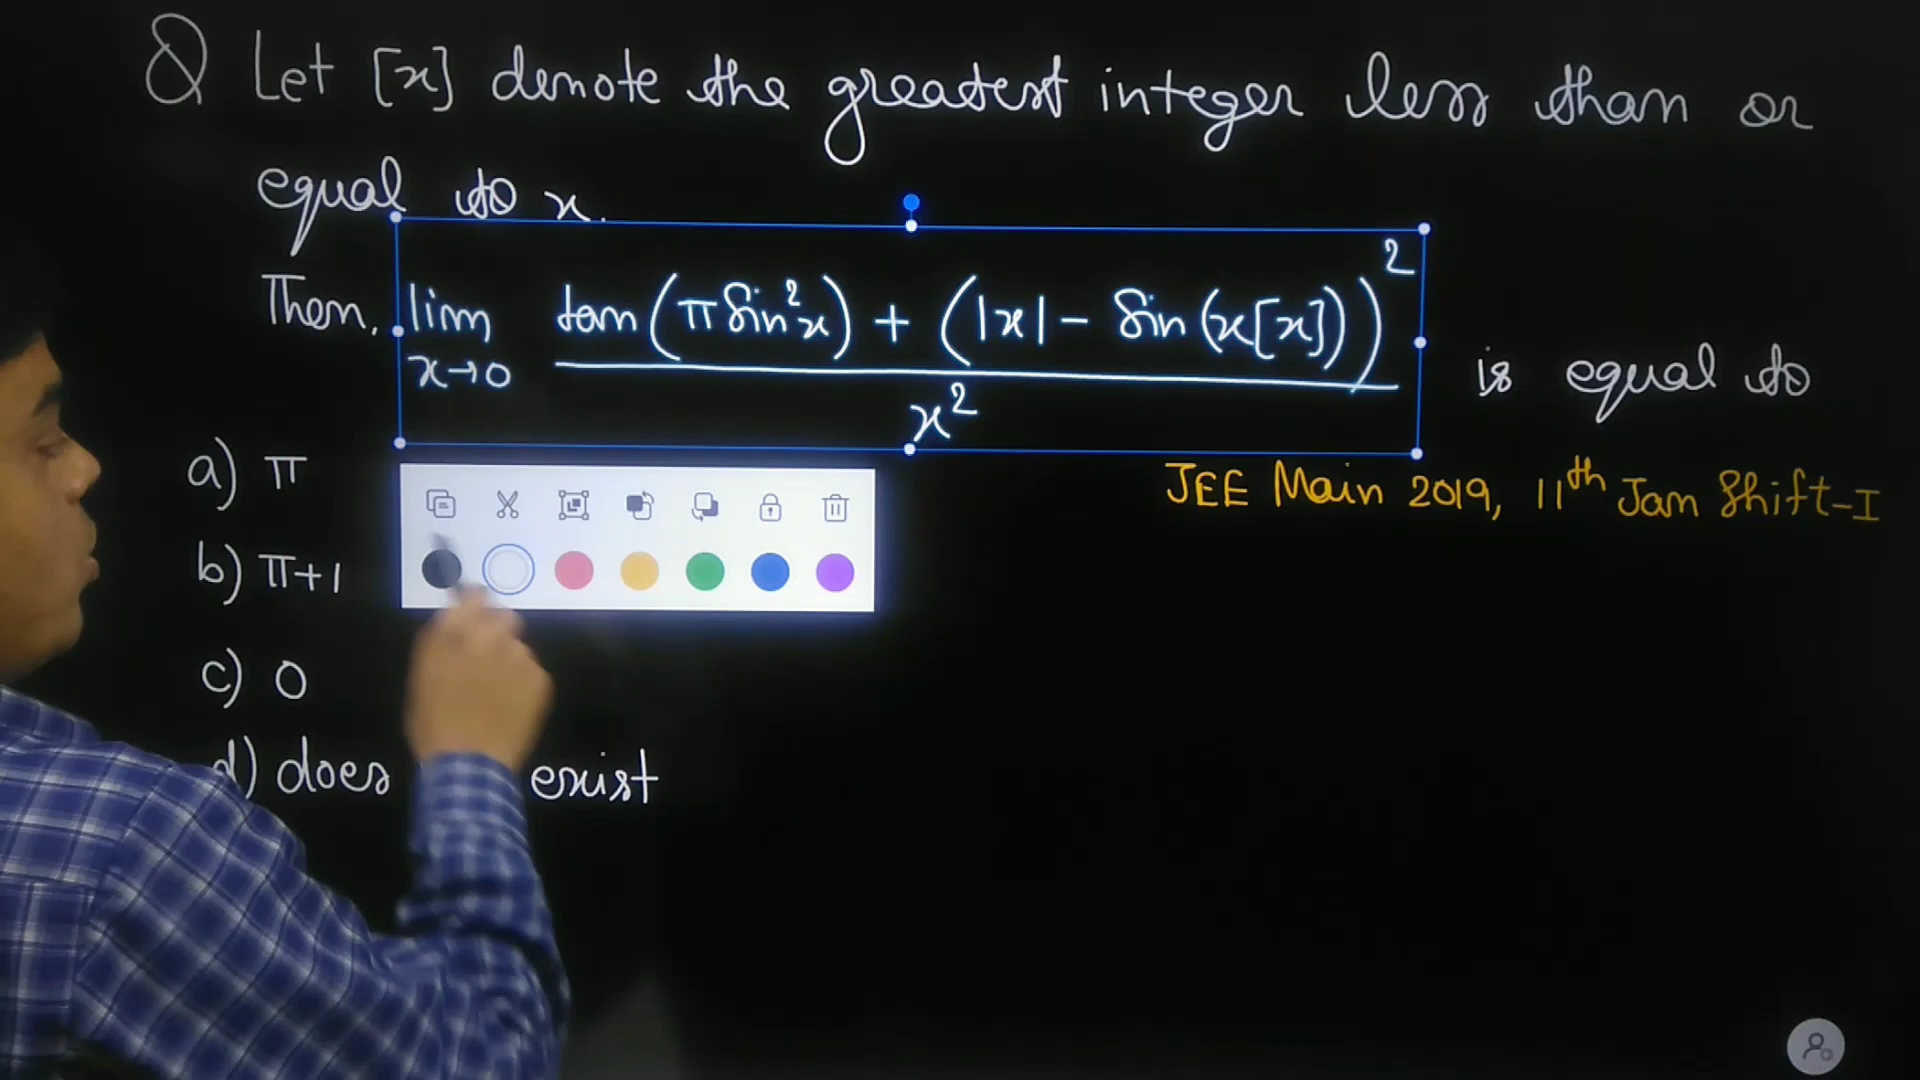 Q Let [x] denote the greatest integer less than or
equal to x.
Then, lim x→0 (tan(π Sin²x) + (|x| - Sin(x[x]))²) / x² is equal to
JEE Main 2019, 11th Jan Shift-I
a) π
b) π+1
c) 0
d) does exist